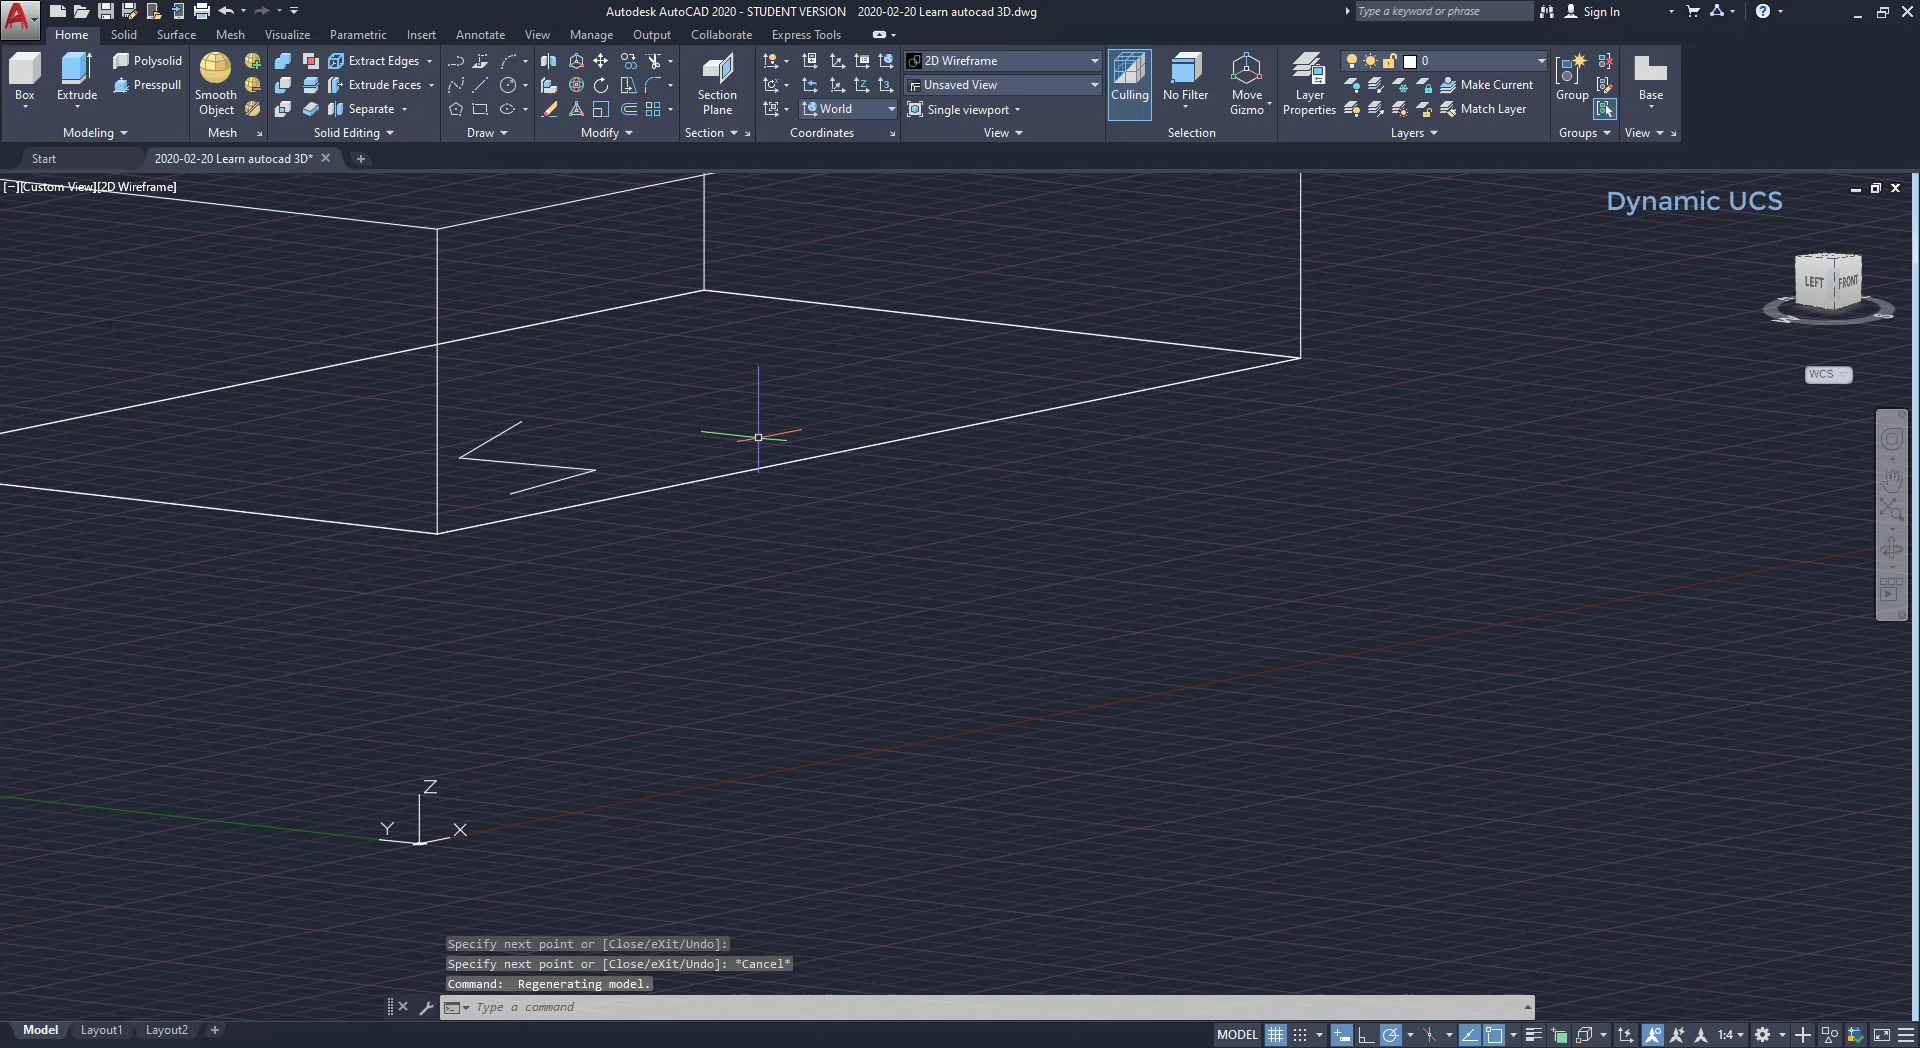 Autodesk AutoCAD 2020 - STUDENT VERSION 2020-02-20 Learn autocad 3D.dwg
Type a keyword or phrase
Sign In
Home Solid Surface Mesh Visualize Parametric Insert Annotate View Manage Output Collaborate Express Tools
Box
Extrude
Polysolid
Presspull
Modeling
Smooth Object
Mesh
Extract Edges
Extrude Faces
Separate
Solid Editing
Draw
Modify
Section Plane
Section
World
Coordinates
2D Wireframe
Unsaved View
Single viewport
View
Culling
No Filter
Move Gizmo
Selection
Layer Properties
0
Make Current
Match Layer
Layers
Group
Groups
Base
View
Start
2020-02-20 Learn autocad 3D*
[−][Custom View][2D Wireframe]
Dynamic UCS
LEFT FRONT
S
WCS
Z
Y
X
Specify next point or [Close/eXit/Undo]:
Specify next point or [Close/eXit/Undo]: *Cancel*
Command: Regenerating model.
Type a command
Model Layout1 Layout2
MODEL
1:4